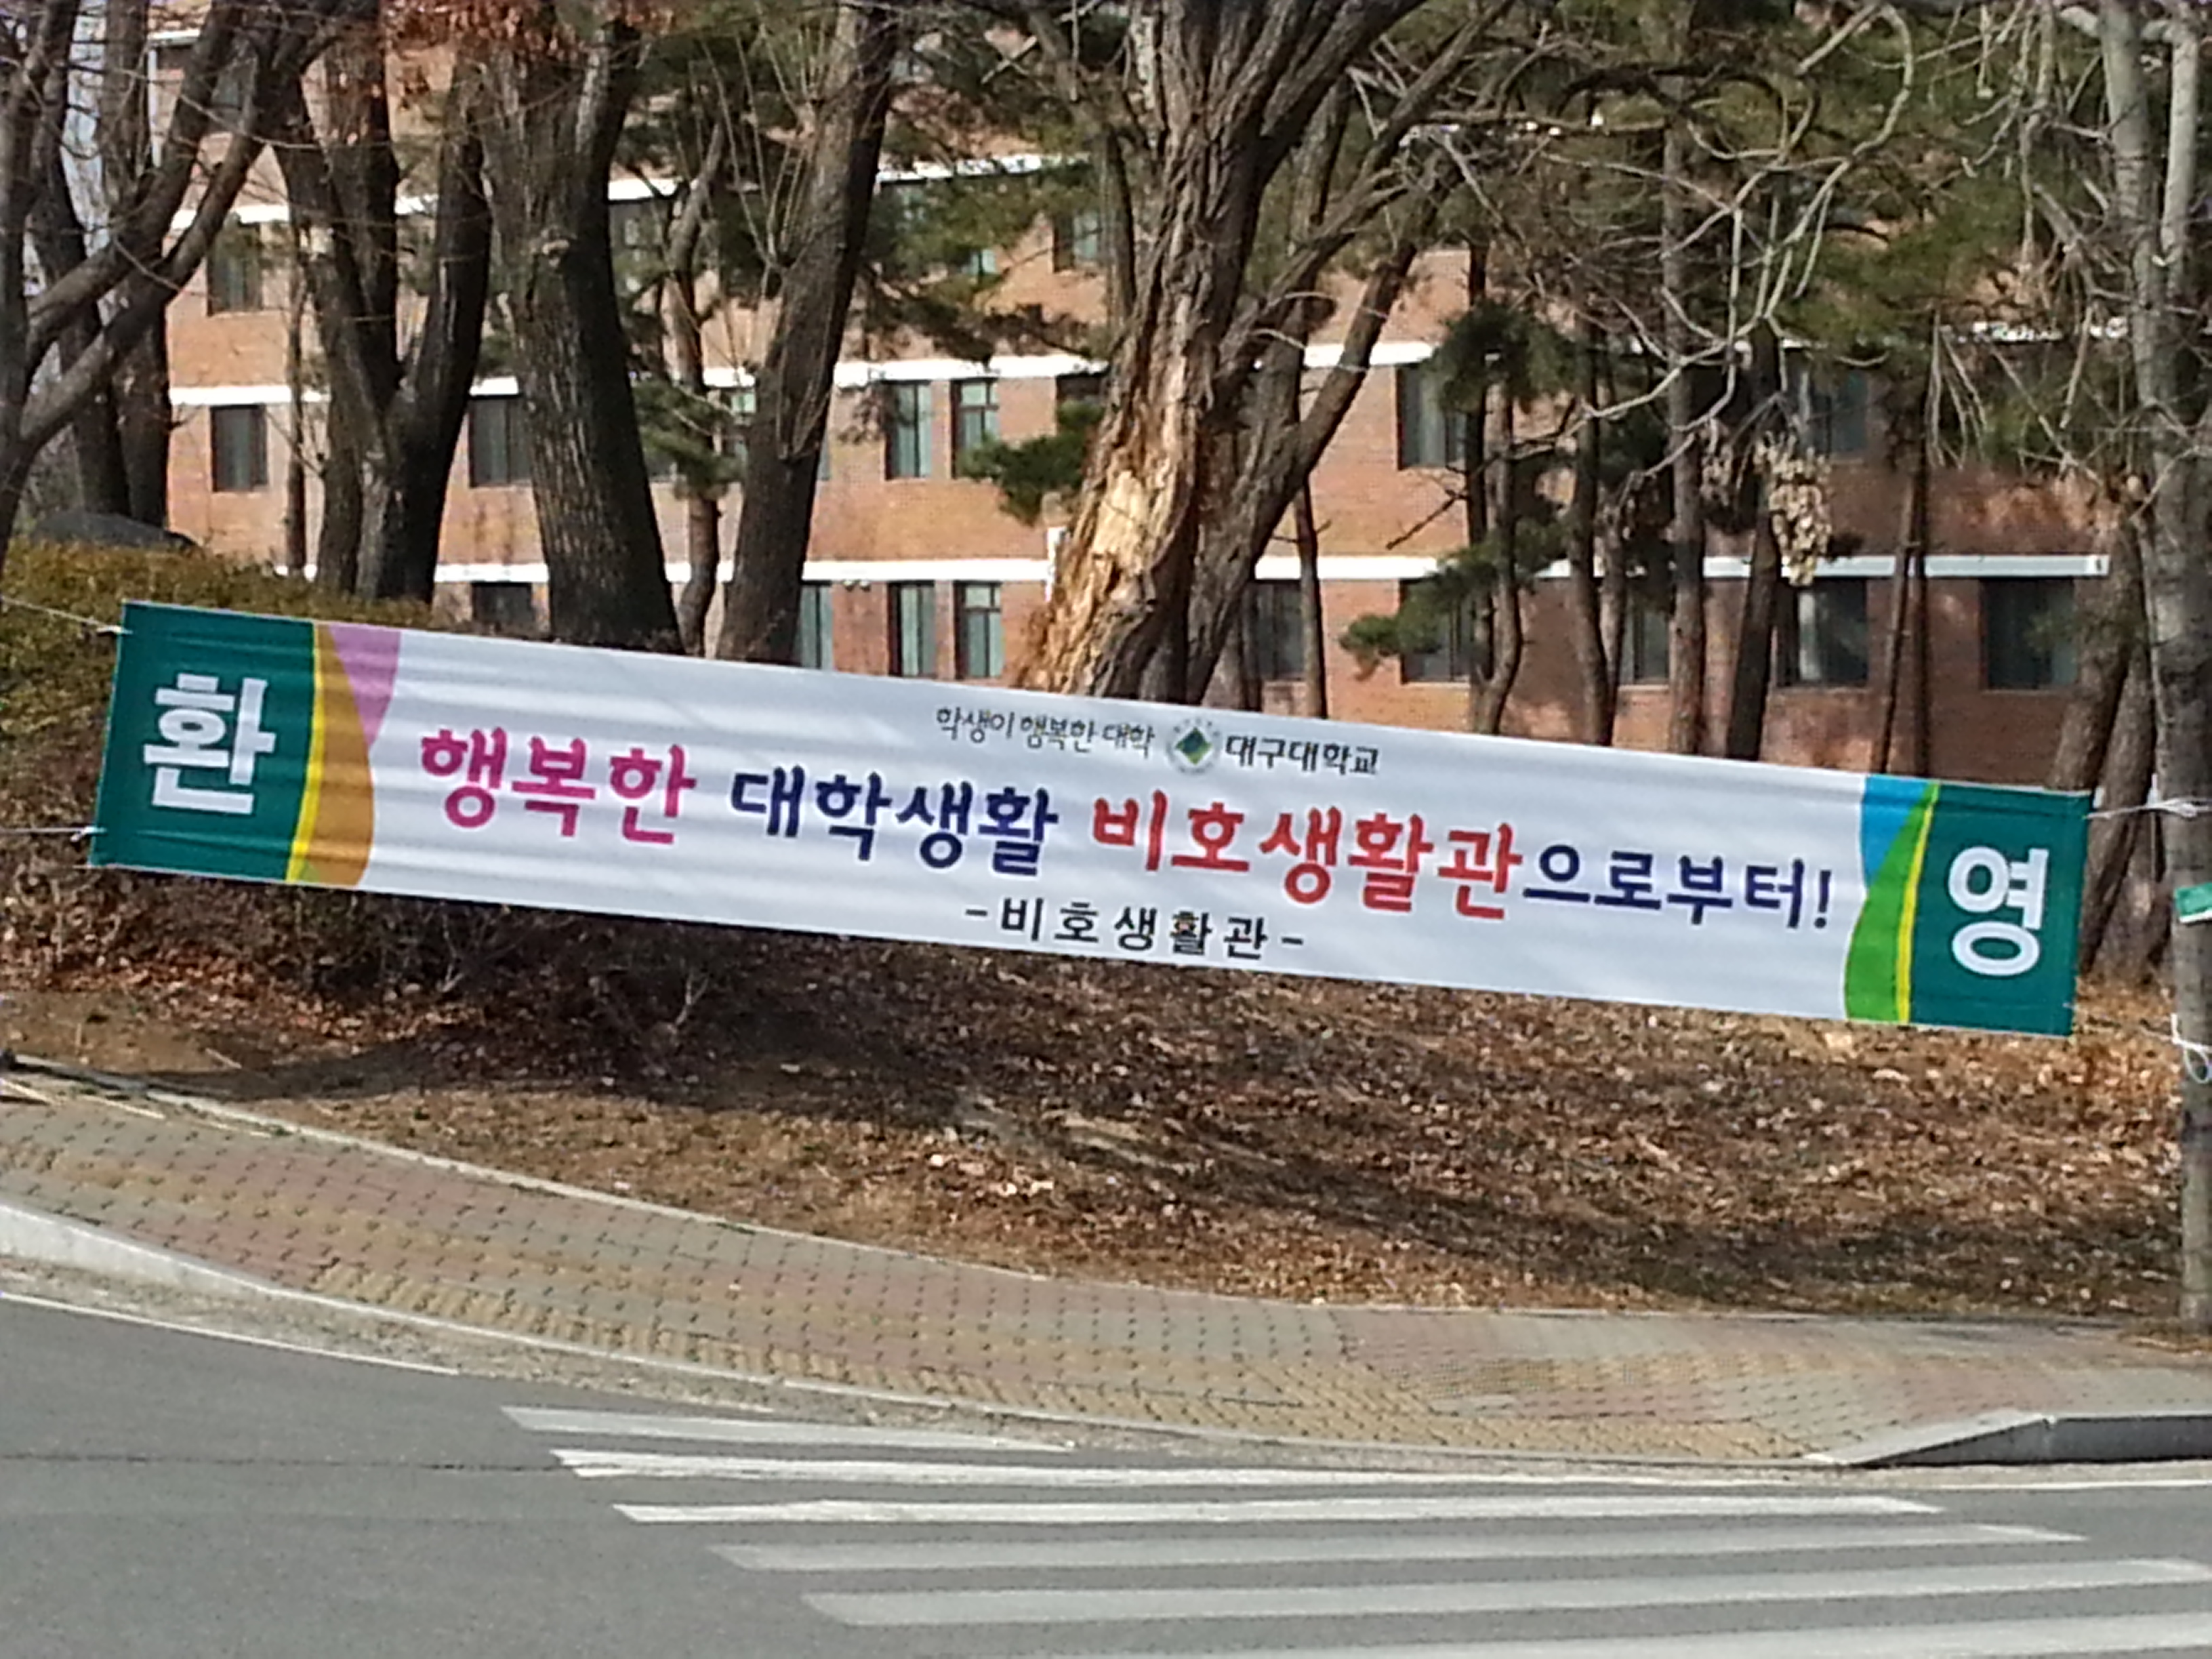 환영
학생이 행복한 대학 대구대학교
행복한 대학생활 비호생활관으로부터!
-비호생활관-